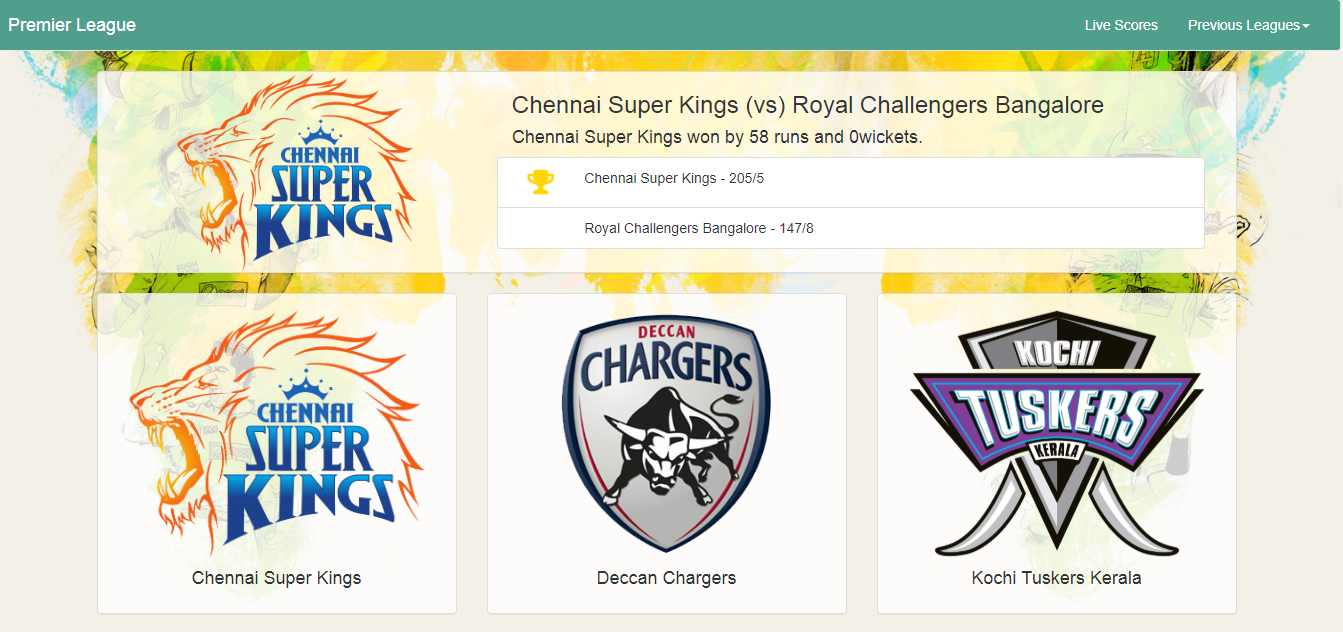 Premier League
Live Scores
Previous Leagues
CHENNAI
SUPER
KINGS
Chennai Super Kings (vs) Royal Challengers Bangalore
Chennai Super Kings won by 58 runs and 0wickets.
Chennai Super Kings - 205/5
Royal Challengers Bangalore - 147/8
CHENNAI
SUPER
KINGS
Chennai Super Kings
DECCAN
CHARGERS
Deccan Chargers
KOCHI
TUSKERS
KERALA
Kochi Tuskers Kerala